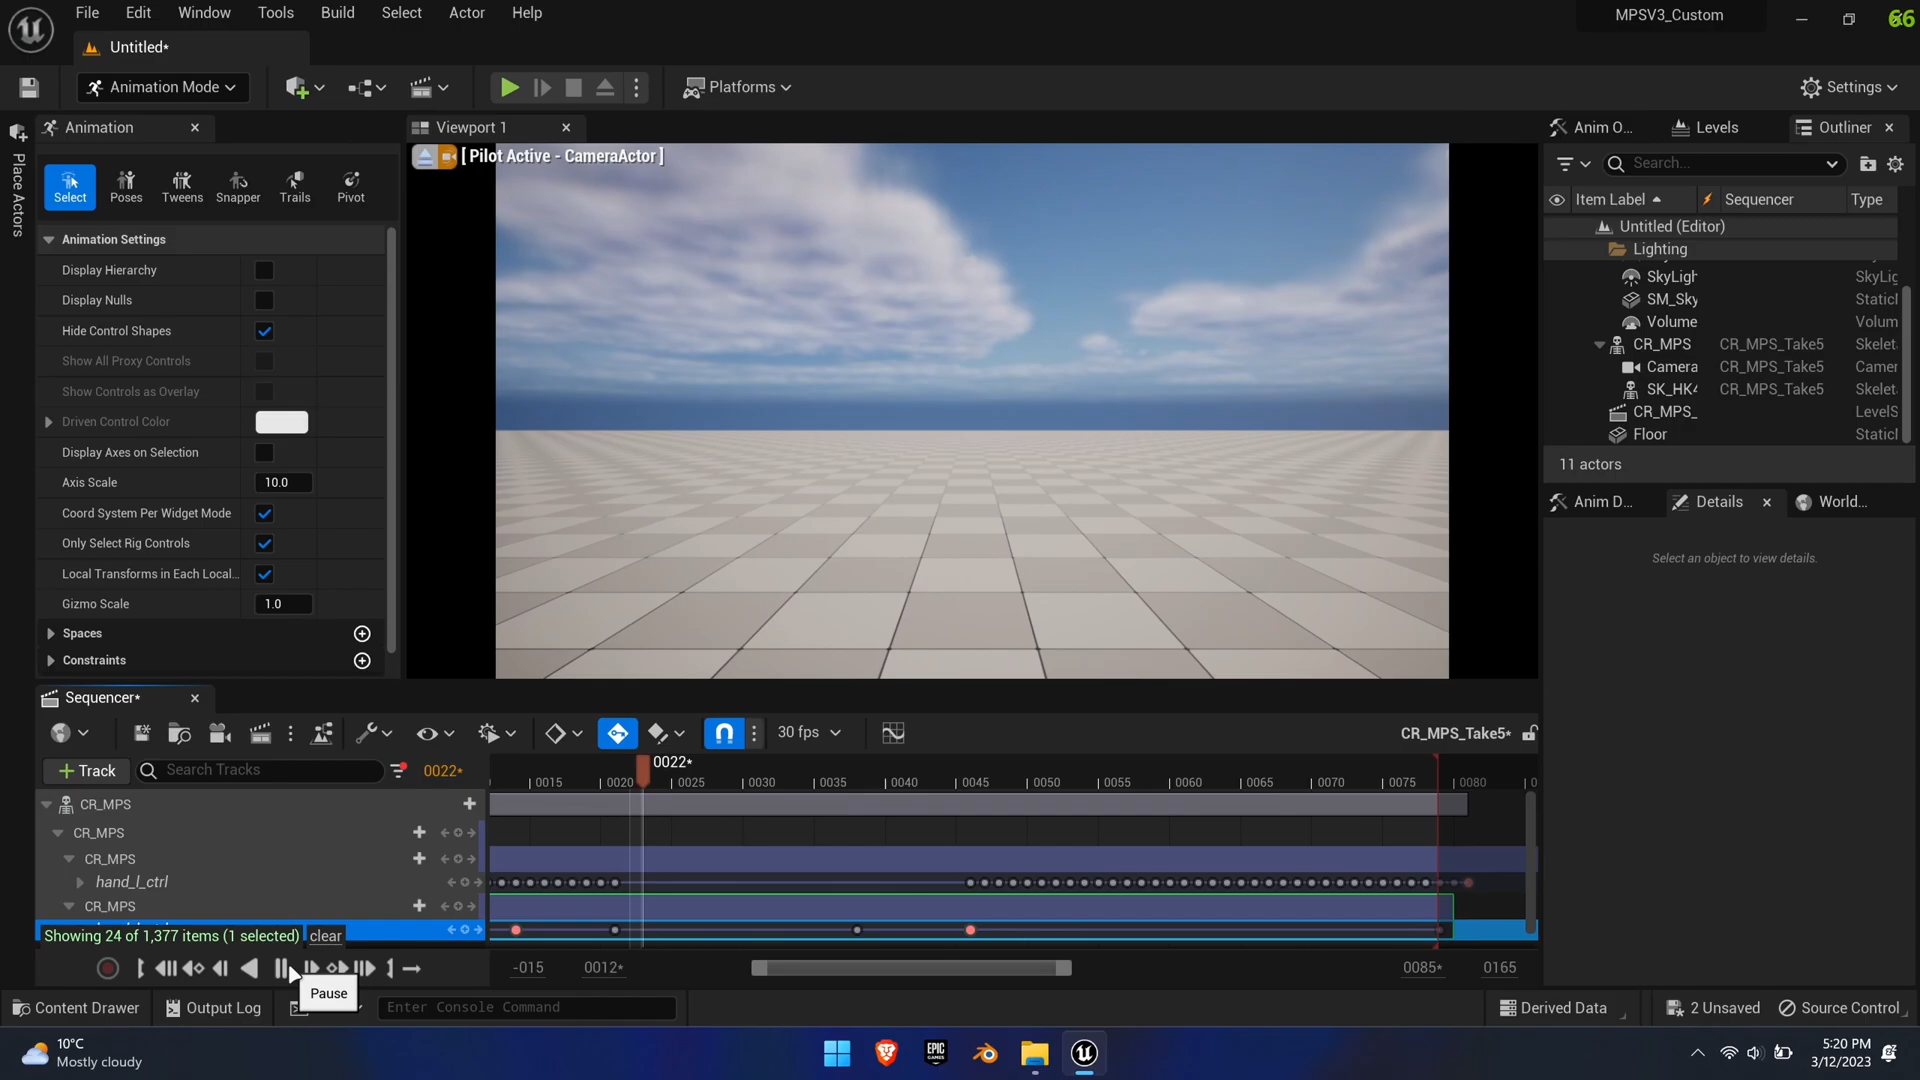 File Edit Window Tools Build Select Actor Help
MPSV3_Custom
66
Untitled*
Animation Mode
Platforms
Settings
Place Actors
Animation
Viewport 1
Anim O...
Levels
Outliner
[ Pilot Active - CameraActor ]
Search...
Select Poses Tweens Snapper Trails Pivot
Item Label Sequencer Type
Untitled (Editor)
Lighting
SkyLigh SkyLig
SM_Sky Static
Volume Volum
CR_MPS CR_MPS_Take5 Skelet
Camera CR_MPS_Take5 Camer
SK_HK4 CR_MPS_Take5 Skelet
CR_MPS_ LevelS
Floor Static
11 actors
Animation Settings
Display Hierarchy
Display Nulls
Hide Control Shapes
Show All Proxy Controls
Show Controls as Overlay
Driven Control Color
Display Axes on Selection
Axis Scale 10.0
Coord System Per Widget Mode
Only Select Rig Controls
Local Transforms in Each Local...
Gizmo Scale 1.0
Spaces
Constraints
Anim D...
Details
World...
Select an object to view details.
Sequencer*
30 fps
CR_MPS_Take5*
Track
Search Tracks
0022*
0022*
0015 0020 0025 0030 0035 0040 0045 0050 0055 0060 0065 0070 0075 0080
CR_MPS
CR_MPS
CR_MPS
hand_l_ctrl
CR_MPS
Showing 24 of 1,377 items (1 selected) clear
-015 0012* 0085* 0165
Pause
Content Drawer
Output Log
Enter Console Command
Derived Data
2 Unsaved
Source Control
10°C
Mostly cloudy
EPIC GAMES
5:20 PM
3/12/2023